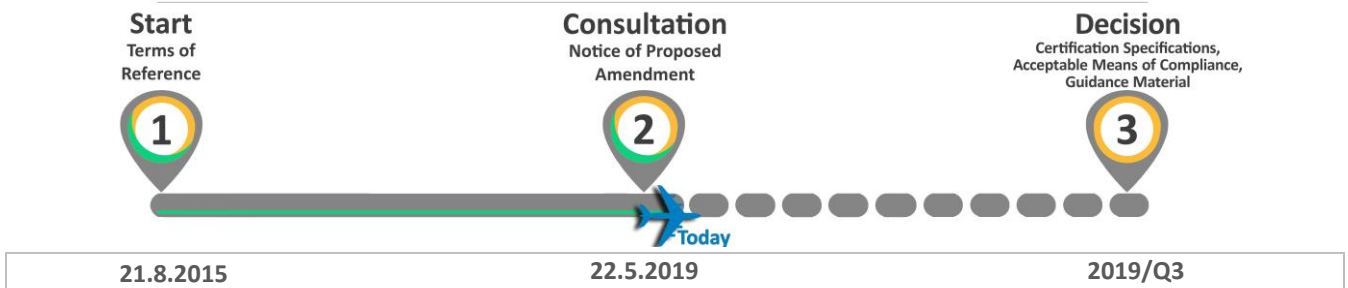 Start
Terms of
Reference
1
Consultation
Notice of Proposed
Amendment
2
Decision
Certification Specifications,
Acceptable Means of Compliance,
Guidance Material
3
Today
21.8.2015
22.5.2019
2019/Q3